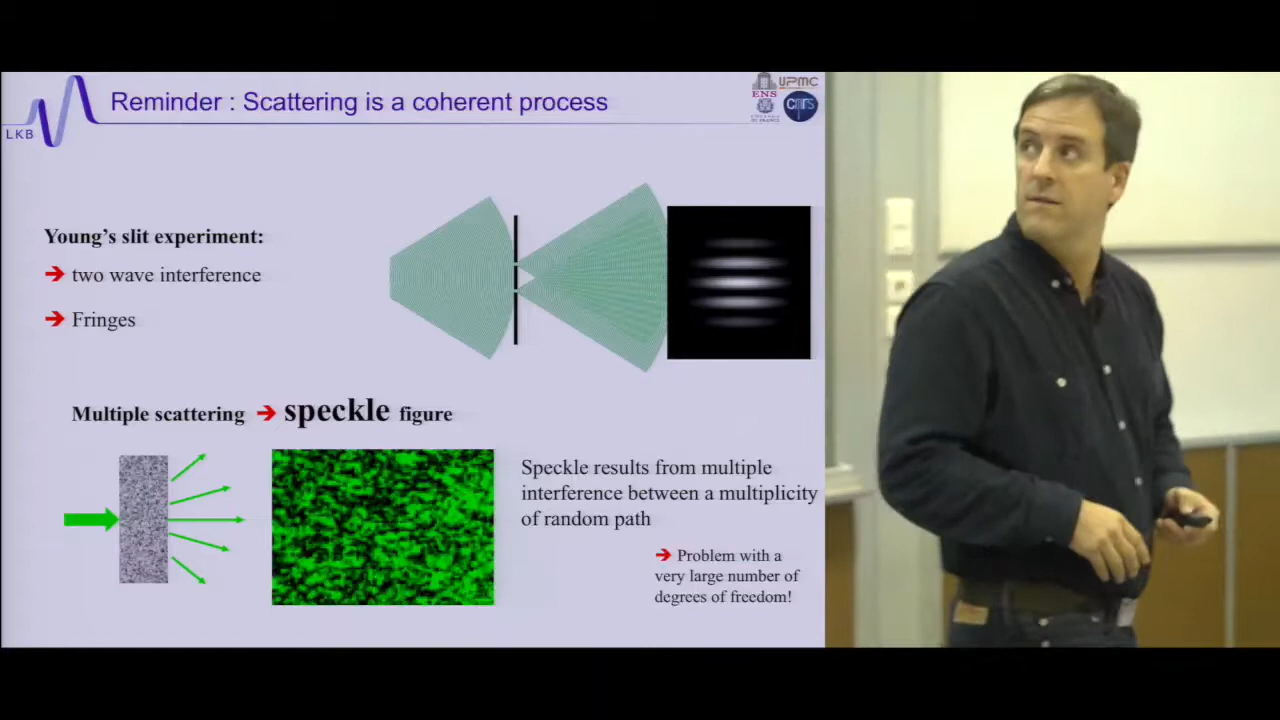 Reminder : Scattering is a coherent process
LKB
ENS
UPMC
cnrs
Young's slit experiment:
➔ two wave interference
➔ Fringes
Multiple scattering ➔ speckle figure
Speckle results from multiple
interference between a multiplicity
of random path
➔ Problem with a
very large number of
degrees of freedom!